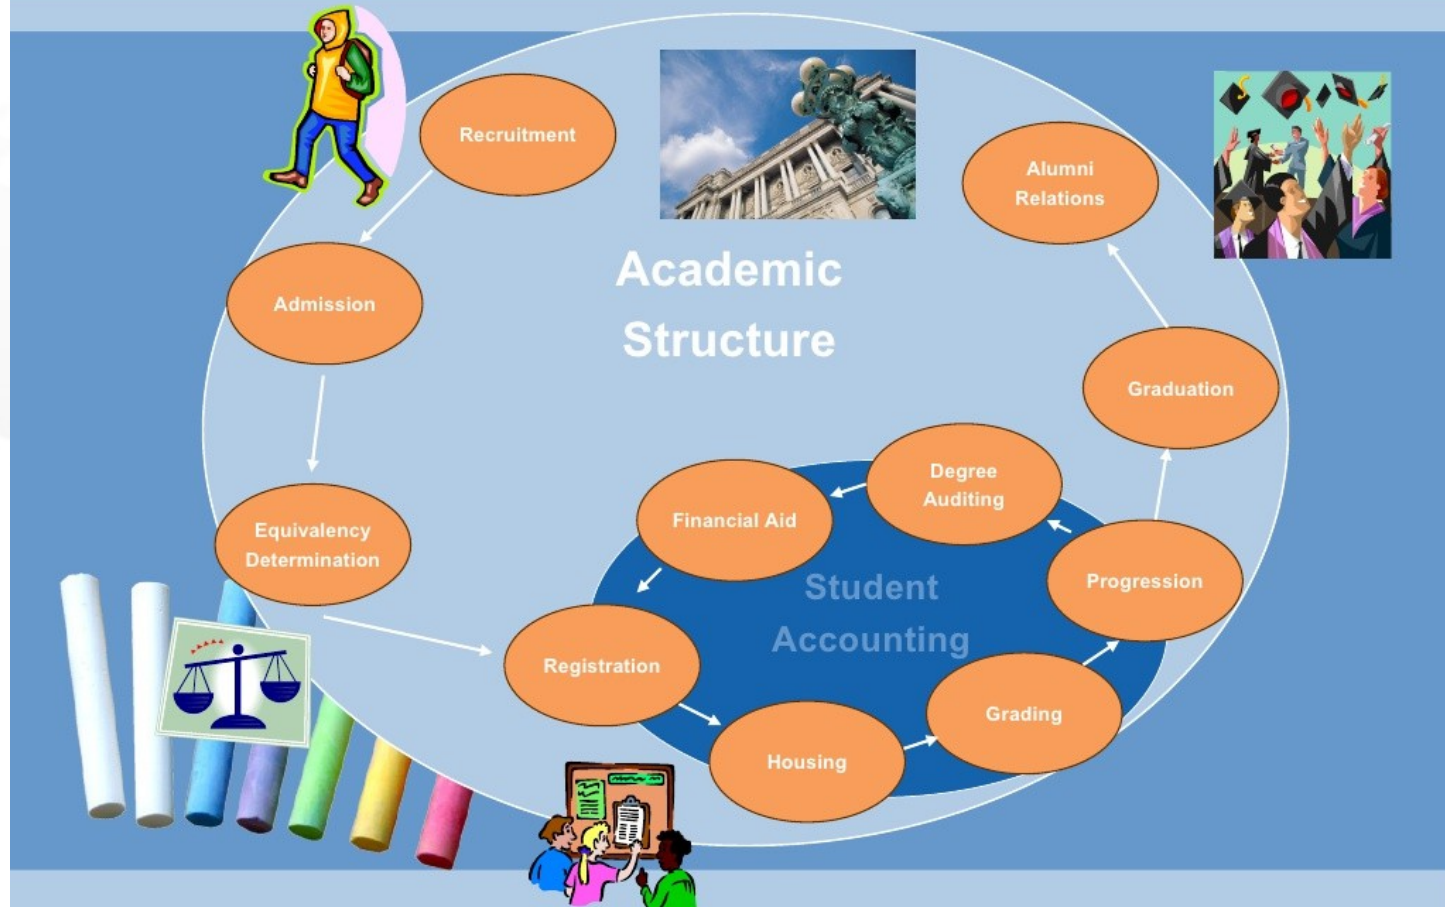 Recruitment
Alumni
Relations
Academic
Structure
Admission
Graduation
Degree
Auditing
Financial Aid
Equivalency
Determination
Progression
Student
Accounting
Registration
Grading
Housing